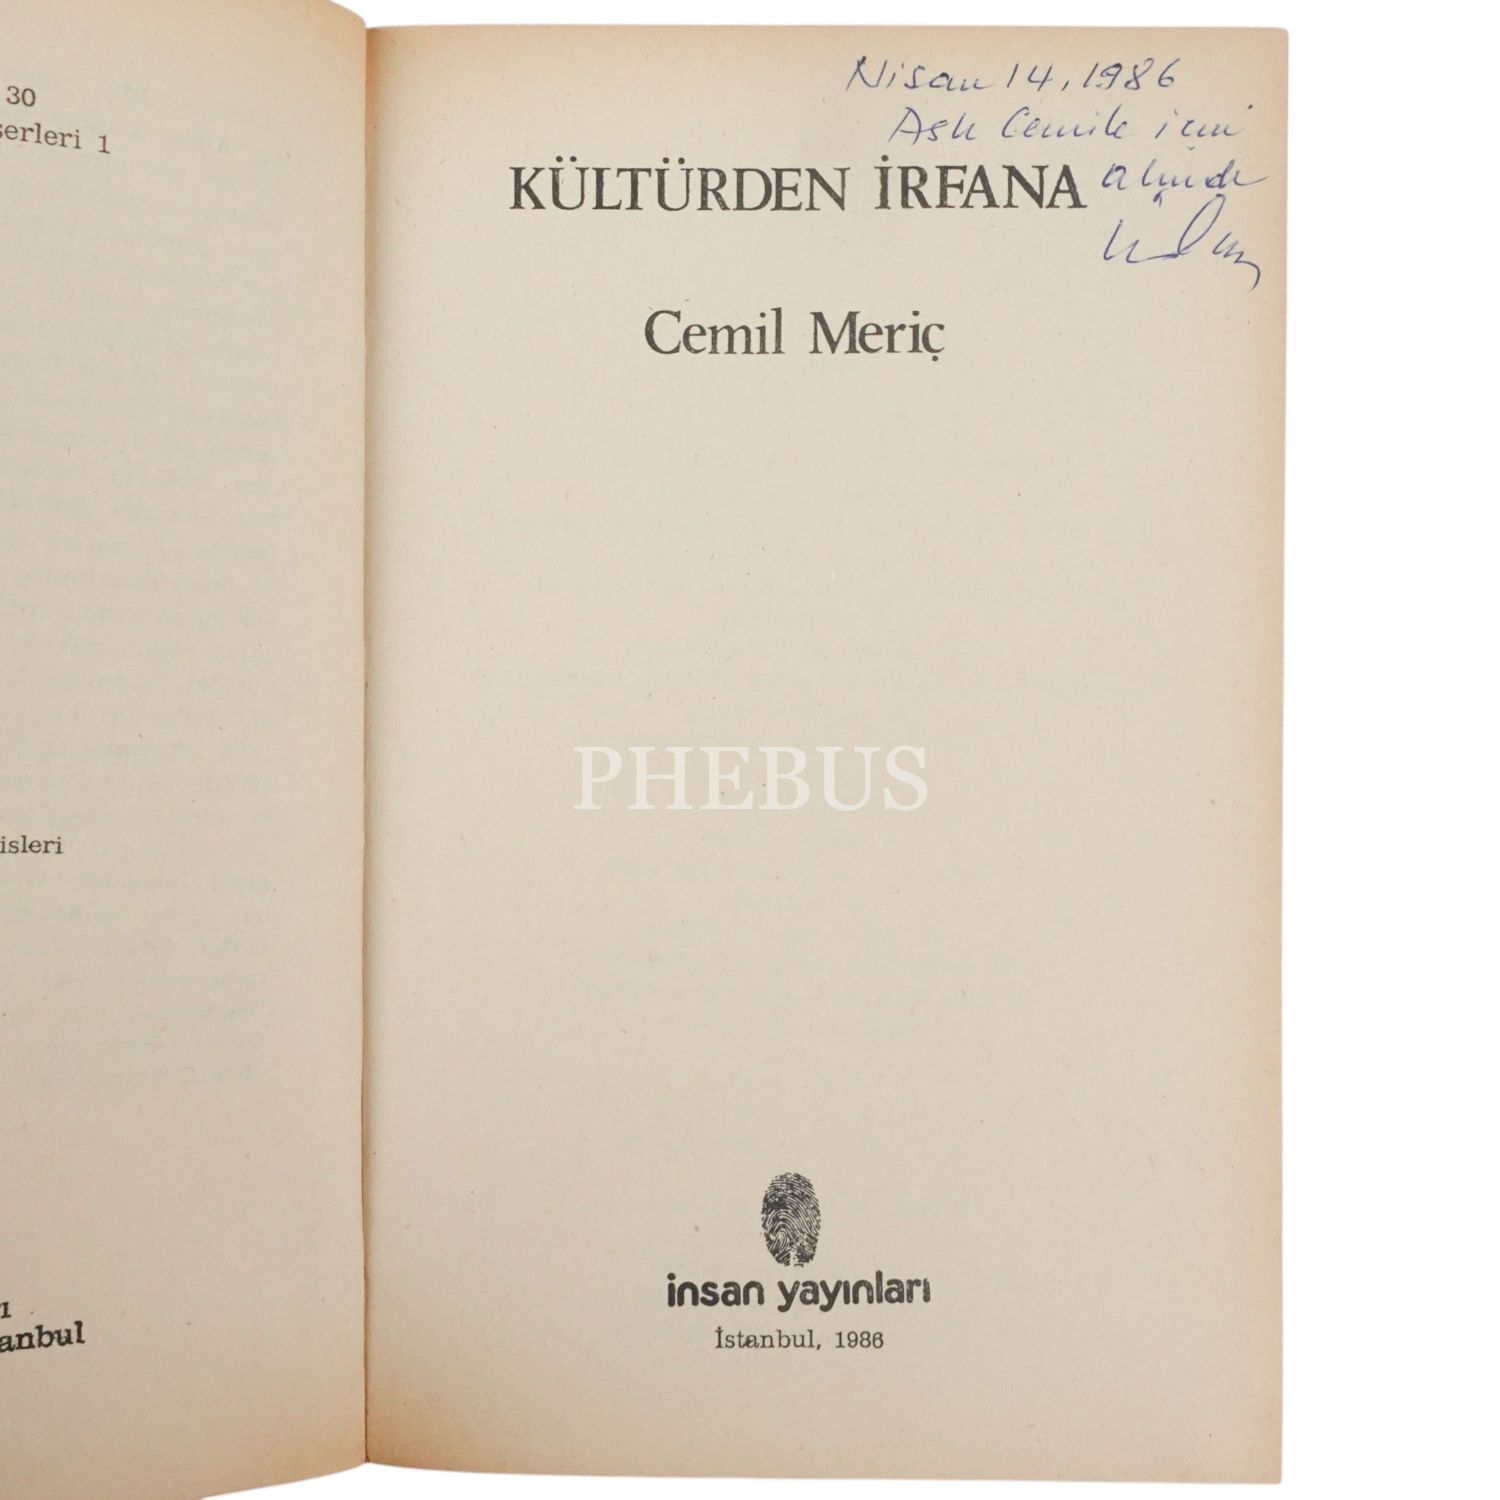 30
serleri 1
isleri
ı
anbul
Nisan 14, 1986
Aslı Cemile için
alındı
KÜLTÜRDEN İRFANA
Cemil Meriç
PHEBUS
insan yayınları
İstanbul, 1986